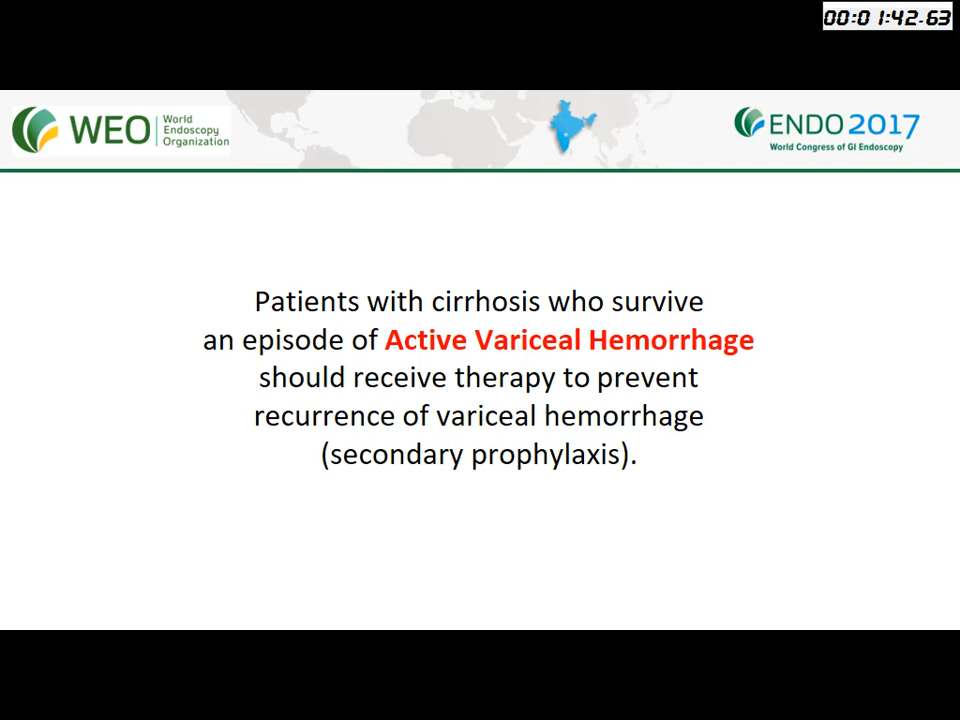 00:01:42.63
WEO
World
Endoscopy
Organization
ENDO 2017
World Congress of GI Endoscopy
Patients with cirrhosis who survive
an episode of Active Variceal Hemorrhage
should receive therapy to prevent
recurrence of variceal hemorrhage
(secondary prophylaxis).